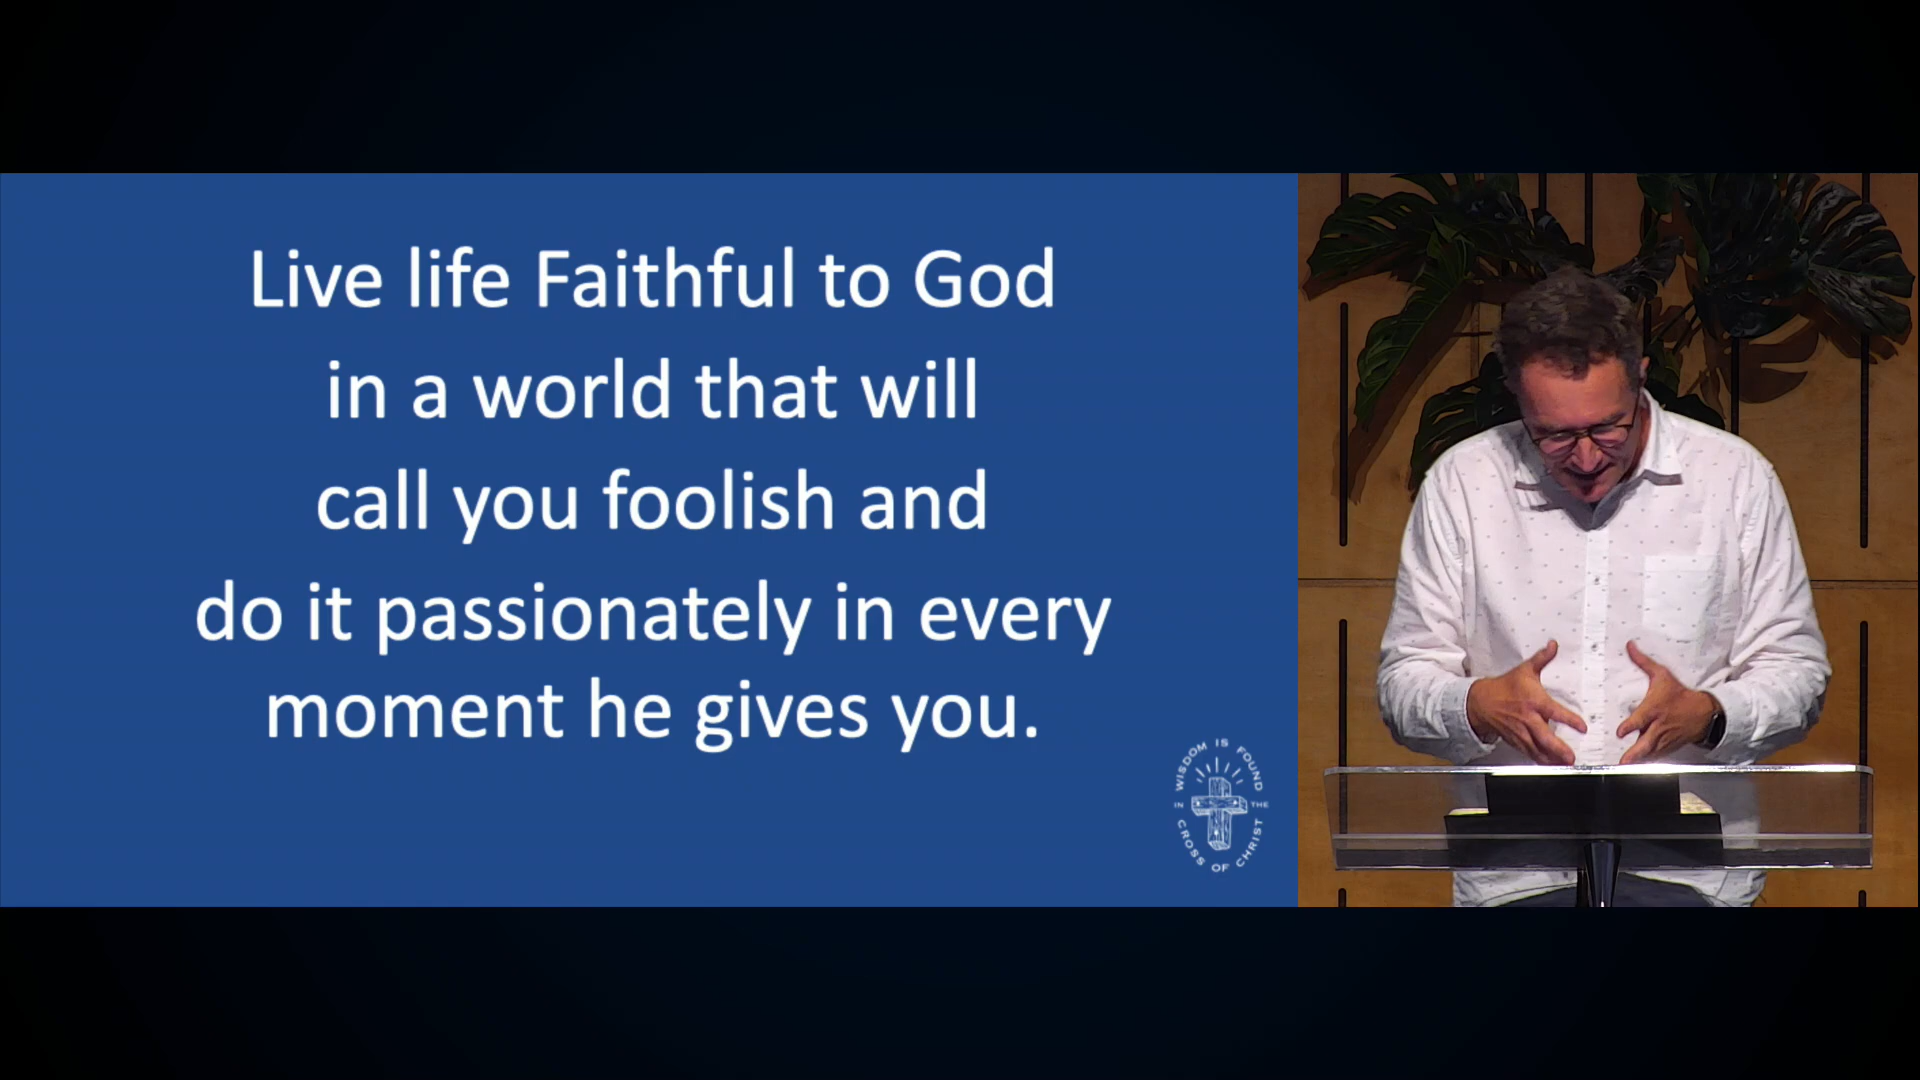 Live life Faithful to God
in a world that will
call you foolish and
do it passionately in every
moment he gives you.
WISDOM IS FOUND
IN THE
CROSS OF CHRIST